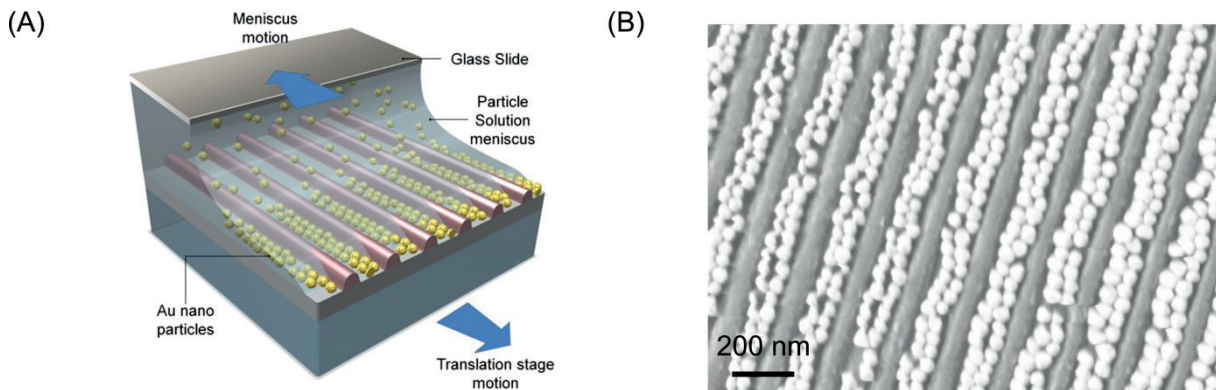 (A)
Meniscus
motion
Glass Slide
Particle
Solution
meniscus
Au nano
particles
Translation stage
motion
(B)
200 nm